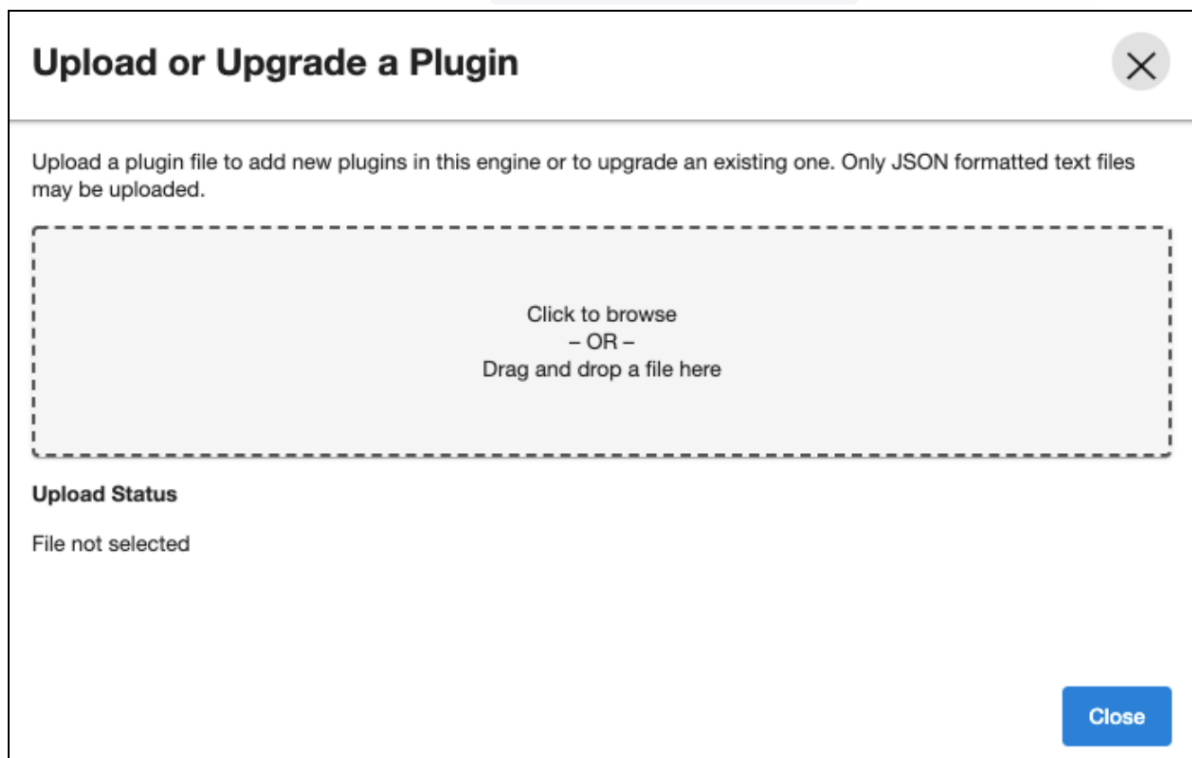 Upload or Upgrade a Plugin
Upload a plugin file to add new plugins in this engine or to upgrade an existing one. Only JSON formatted text files
may be uploaded.
Click to browse
– OR –
Drag and drop a file here
Upload Status
File not selected
Close